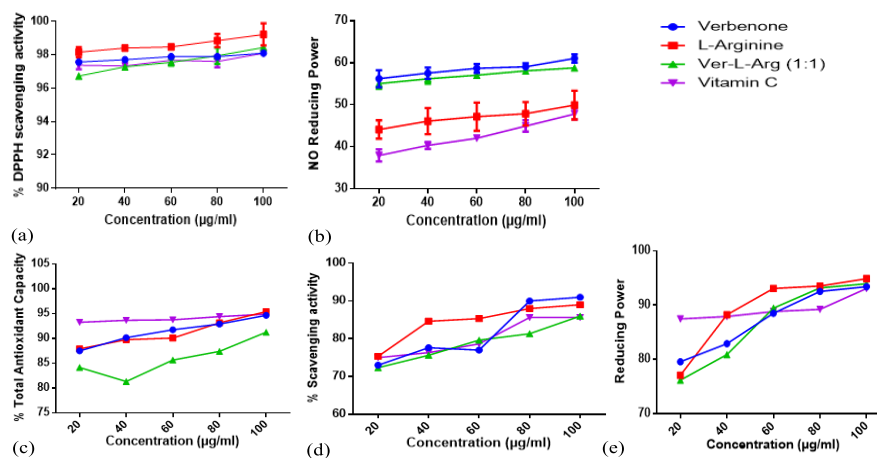 Verbenone
L-Arginine
Ver-L-Arg (1:1)
Vitamin C
% DPPH scavenging activity
100
98
96
94
92
90
20
40
60
80
100
Concentration (µg/ml)
(a)
NO Reducing Power
70
60
50
40
30
20
40
60
80
100
Concentration (µg/ml)
(b)
% Total Antioxidant Capacity
105
100
95
90
85
80
75
20
40
60
80
100
Concentration (µg/ml)
(c)
% Scavenging activity
100
90
80
70
60
20
40
60
80
100
Concentration (µg/ml)
(d)
Reducing Power
100
90
80
70
20
40
60
80
100
Concentration (µg/ml)
(e)